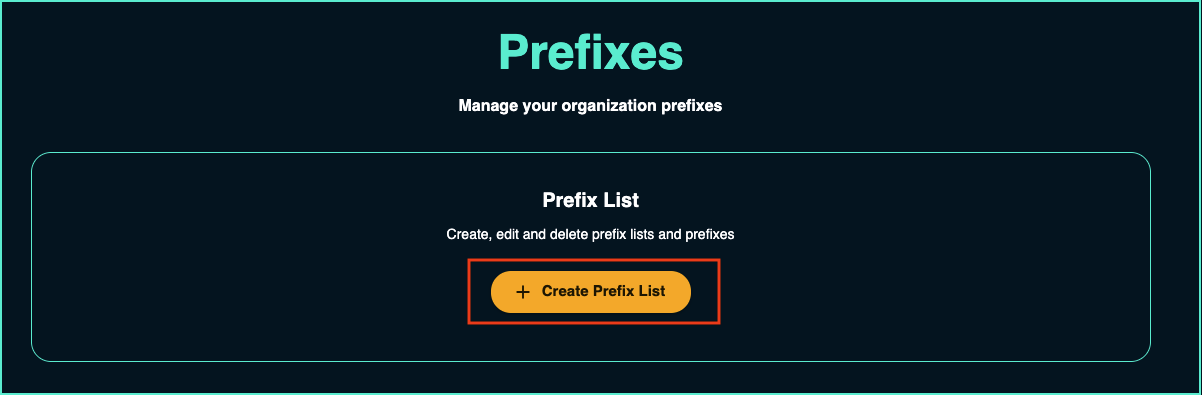 Prefixes
Manage your organization prefixes
Prefix List
Create, edit and delete prefix lists and prefixes
+ Create Prefix List